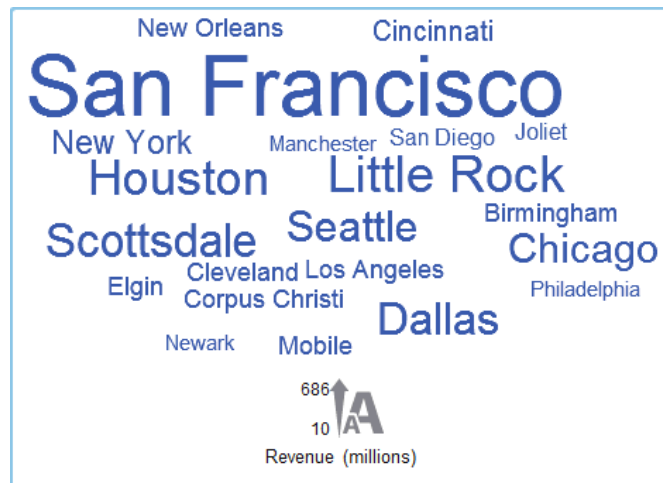 New Orleans
Cincinnati
San Francisco
New York
Manchester
San Diego
Joliet
Houston
Little Rock
Birmingham
Scottsdale
Seattle
Chicago
Elgin
Cleveland
Los Angeles
Corpus Christi
Philadelphia
Dallas
Newark
Mobile
686
A
A
10
Revenue (millions)